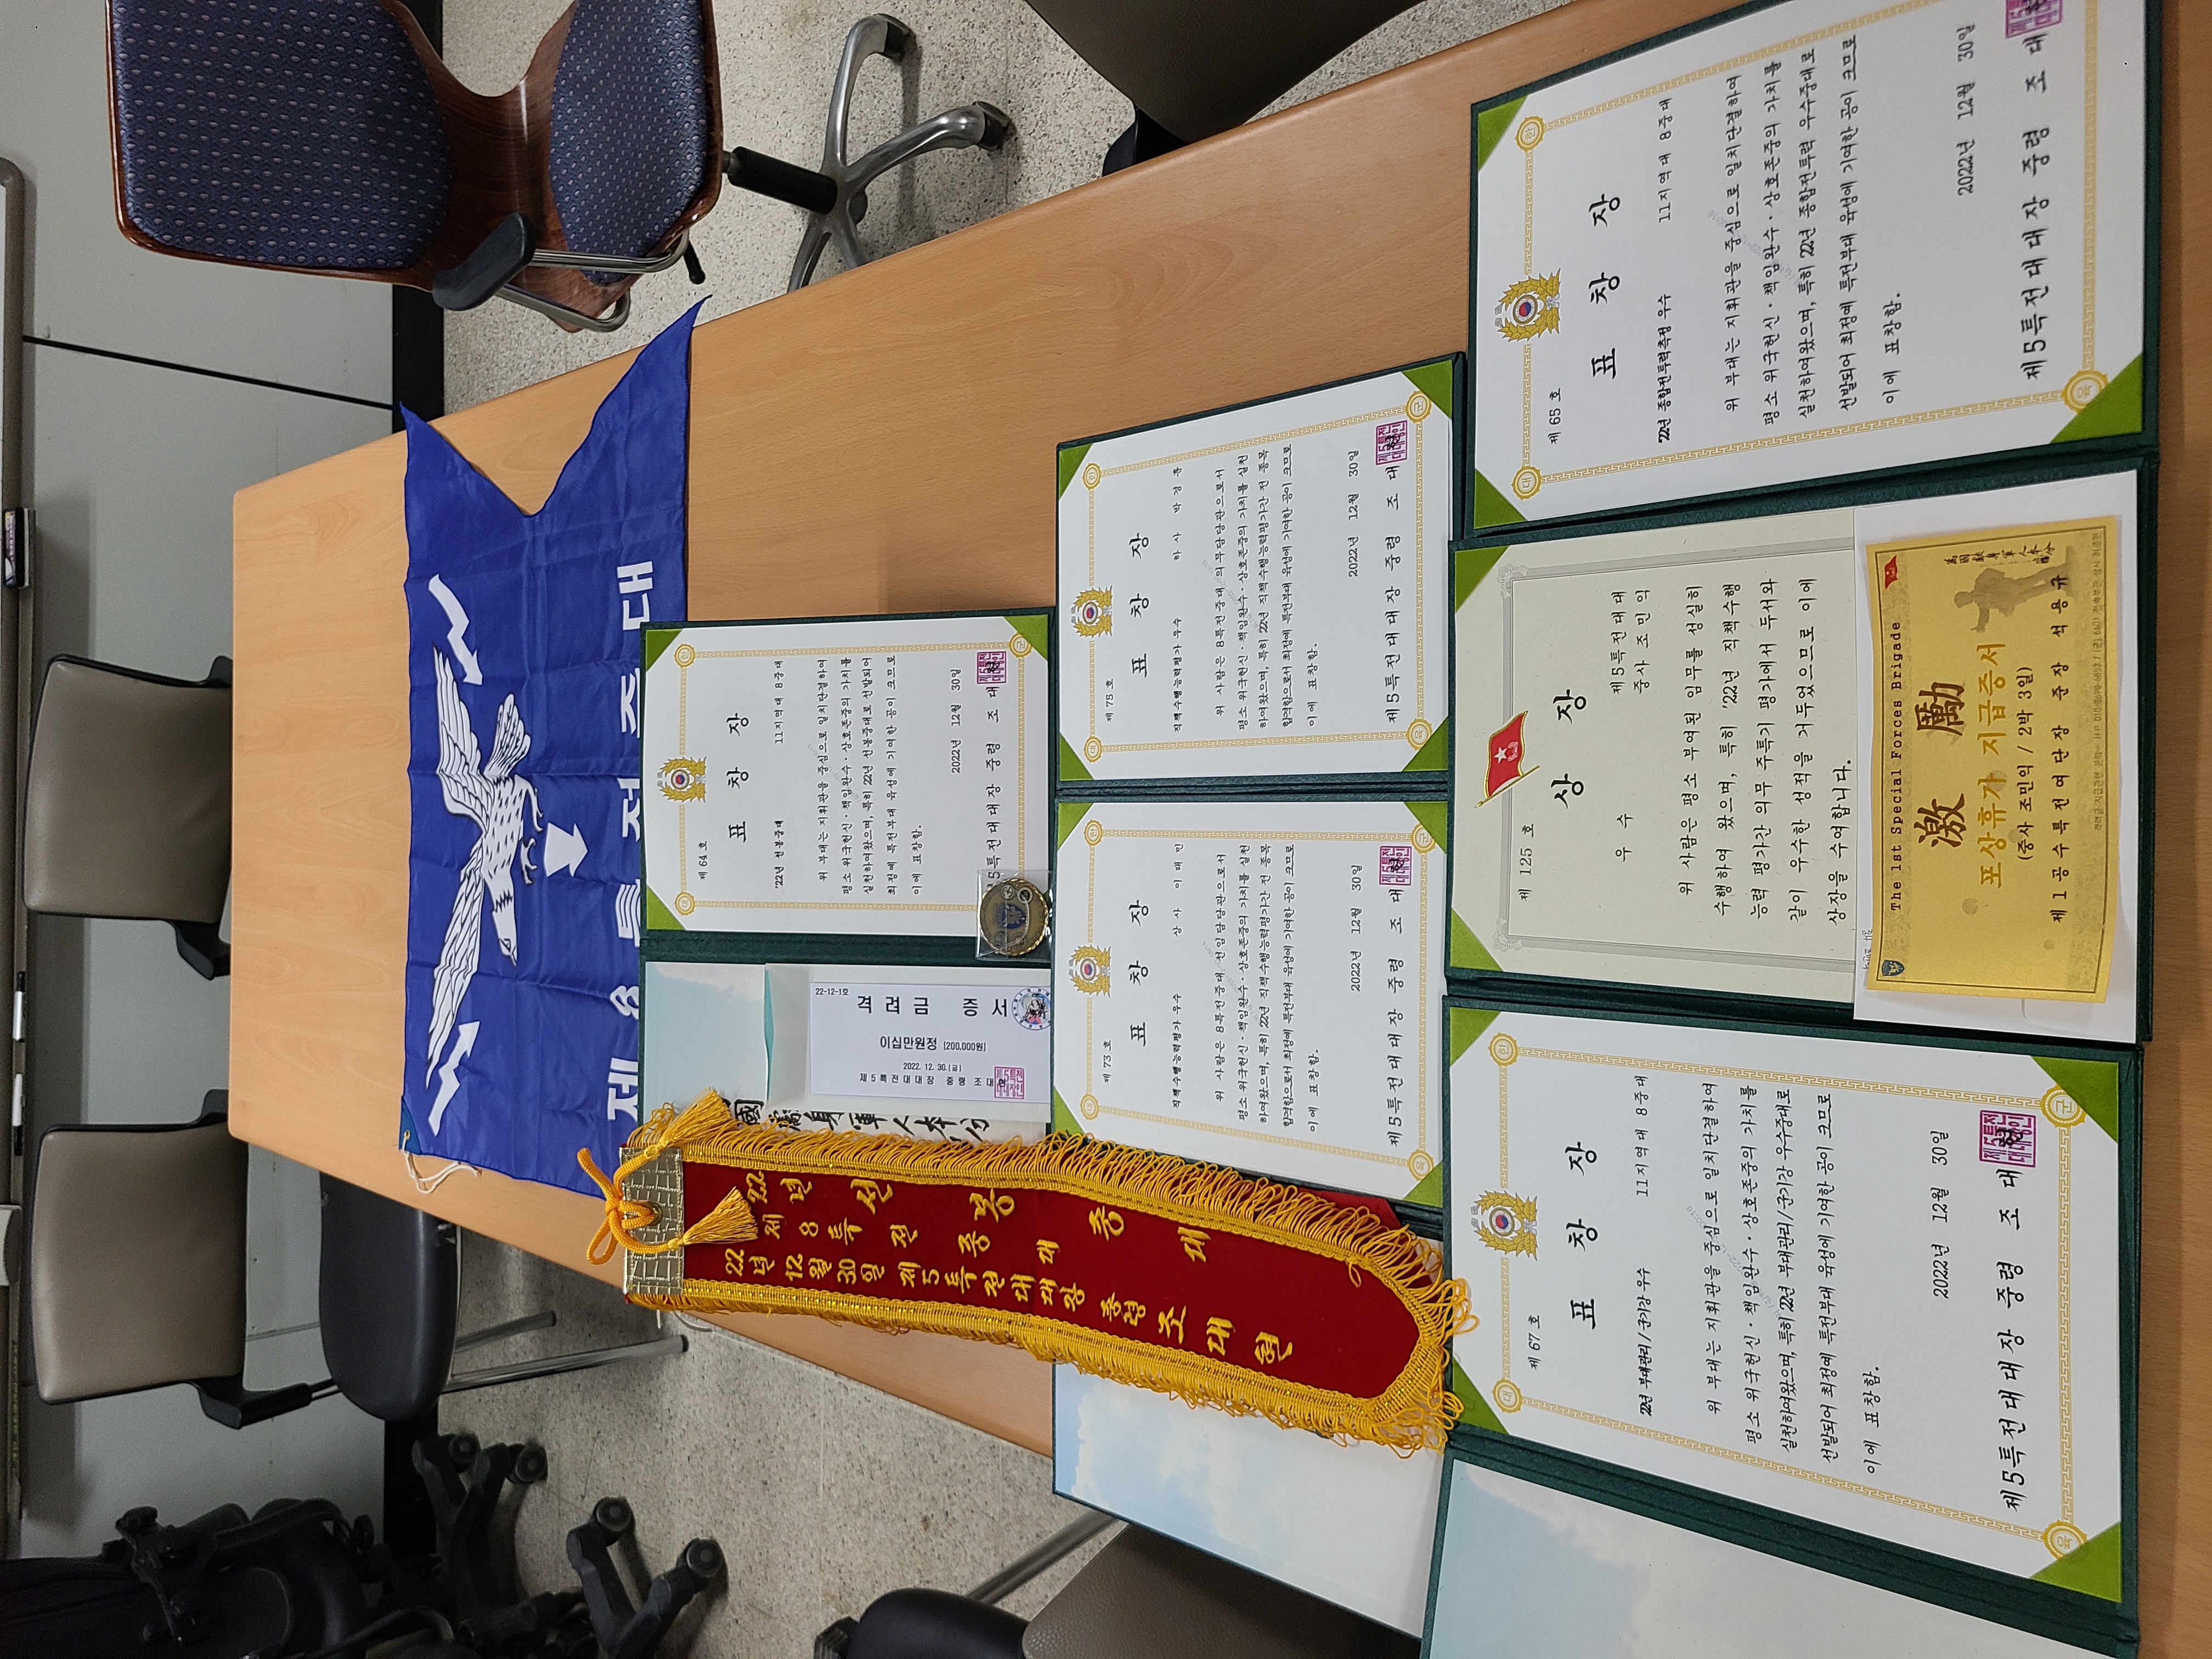 제 8 특 전 중 대
22년 선봉중대
제 8 특 전 중 대
22년 12월 30일 제5특전대대장 중령 조대현
國獻身軍人本分
22-12-1호
격 려 금 증 서
이십만원정 (200,000원)
2022. 12. 30.(금)
제 5 특 전 대 대 장 중 령 조 대
제 64 호
표 창 장
'22년 선봉중대 11지역대 8중대
위 부대는 지휘관을 중심으로 일치단결하여
평소 위국헌신·책임완수·상호존중의 가치를
실천하여왔으며, 특히 22년 선봉중대로 선발되어
최정예 특전부대 육성에 기여한 공이 크므로
이에 표창함.
2022년 12월 30일
5특전대대장 중령 조 대 현
제 73 호
표 창 장
직책수행능력평가 우수 상사 이태민
위 사람은 8특전중대 선임담당관으로서
평소 위국헌신·책임완수·상호존중의 가치를 실천
하여왔으며, 특히 22년 직책수행능력평가간 전 종목
합격함으로서 최정예 특전부대 육성에 기여한 공이 크므로
이에 표창함.
2022년 12월 30일
제5특전대대장 중령 조 대 현
제 75 호
표 창 장
직책수행능력평가 우수 하사 박경훈
위 사람은 8특전중대 의무담당관으로서
평소 위국헌신·책임완수·상호존중의 가치를 실천
하여왔으며, 특히 22년 직책수행능력평가간 전 종목
합격함으로서 최정예 특전부대 육성에 기여한 공이 크므로
이에 표창함.
2022년 12월 30일
제5특전대대장 중령 조 대 현
제 67 호
표 창 장
22년 부대관리/군기강 우수 11지역대 8중대
위 부대는 지휘관을 중심으로 일치단결하여
평소 위국헌신·책임완수·상호존중의 가치를
실천하여왔으며, 특히 22년 부대관리/군기강 우수중대로
선발되어 최정예 특전부대 육성에 기여한 공이 크므로
이에 표창함.
2022년 12월 30일
제5특전대대장 중령 조 대 현
제 125 호
상 장
우 수 제5특전대대
중사 조민익
위 사람은 평소 부여된 임무를 성실히
수행하여 왔으며, 특히 '22년 직책수행
능력 평가간 의무 주특기 평가에서 두서와
같이 우수한 성적을 거두었으므로 이에
상장을 수여합니다.
The 1st Special Forces Brigade
激 勵
포상휴가 지급증서
(중사 조민익 / 2박 3일)
제1공수특전여단장 준장 석용규
제 65 호
표 창 장
'22년 종합전투력측정 우수 11지역대 8중대
위 부대는 지휘관을 중심으로 일치단결하여
평소 위국헌신·책임완수·상호존중의 가치를
실천하여왔으며, 특히 22년 종합전투력 우수중대로
선발되어 최정예 특전부대 육성에 기여한 공이 크므로
이에 표창함.
2022년 12월 30일
제5특전대대장 중령 조 대